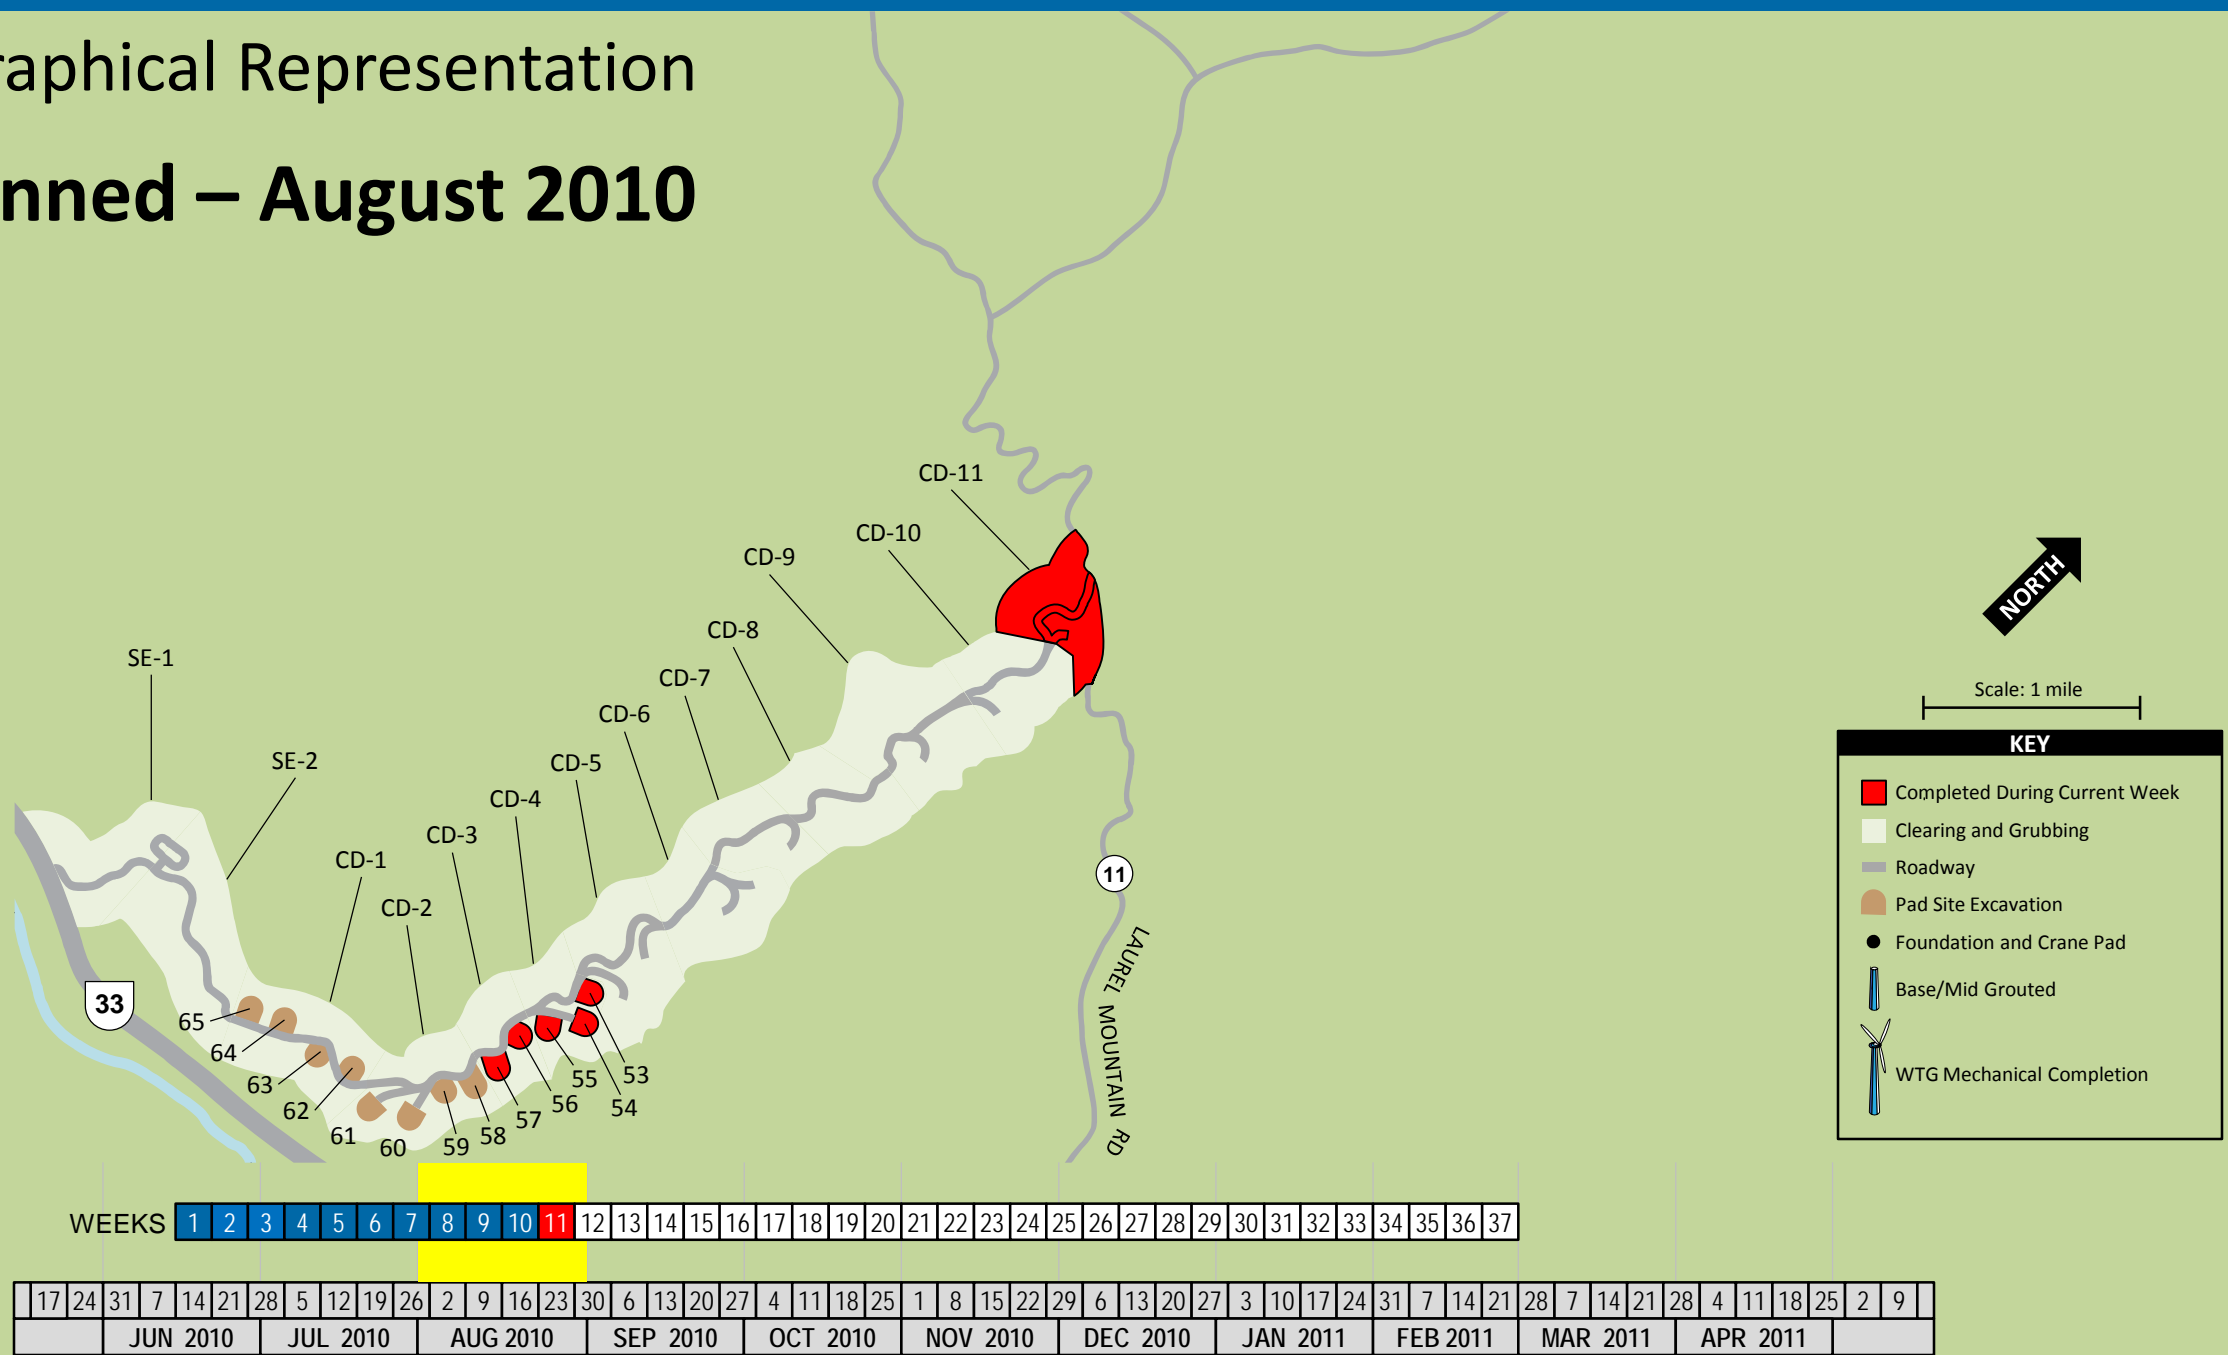 raphical Representation
nned – August 2010
CD-11
CD-10
CD-9
CD-8
CD-7
CD-6
CD-5
CD-4
CD-3
CD-2
CD-1
SE-2
SE-1
NORTH
Scale: 1 mile
KEY
Completed During Current Week
Clearing and Grubbing
Roadway
Pad Site Excavation
Foundation and Crane Pad
Base/Mid Grouted
WTG Mechanical Completion
11
LAUREL MOUNTAIN RD
33
65
64
63
62
61
60
59
58
57
56
55
54
53
WEEKS 1 2 3 4 5 6 7 8 9 10 11 12 13 14 15 16 17 18 19 20 21 22 23 24 25 26 27 28 29 30 31 32 33 34 35 36 37
17 24 31 7 14 21 28 5 12 19 26 2 9 16 23 30 6 13 20 27 4 11 18 25 1 8 15 22 29 6 13 20 27 3 10 17 24 31 7 14 21 28 7 14 21 28 4 11 18 25 2 9
JUN 2010 JUL 2010 AUG 2010 SEP 2010 OCT 2010 NOV 2010 DEC 2010 JAN 2011 FEB 2011 MAR 2011 APR 2011